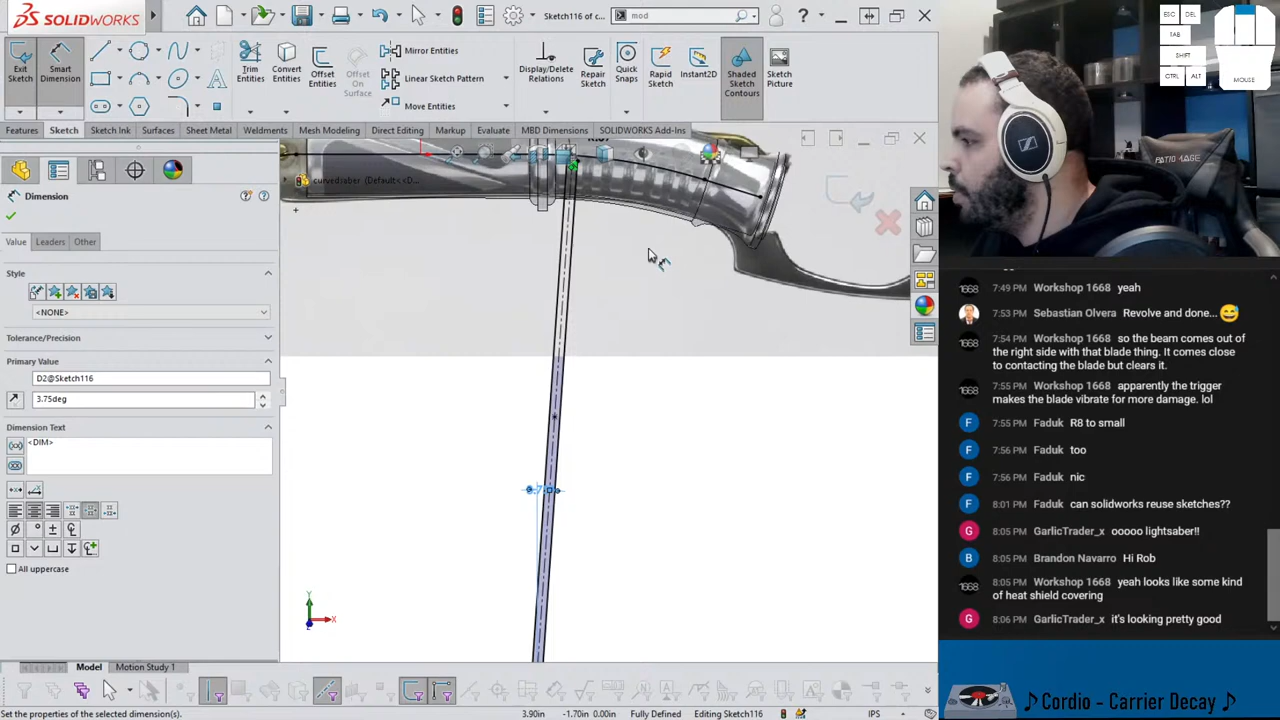 SOLIDWORKS
Sketch116 of c...
mod
ESC DEL
TAB
SHIFT
CTRL ALT
MOUSE
Exit Sketch
Smart Dimension
Trim Entities
Convert Entities
Offset Entities
Offset On Surface
Mirror Entities
Linear Sketch Pattern
Move Entities
Display/Delete Relations
Repair Sketch
Quick Snaps
Rapid Sketch
Instant2D
Shaded Sketch Contours
Sketch Picture
Features Sketch Sketch Ink Surfaces Sheet Metal Weldments Mesh Modeling Direct Editing Markup Evaluate MBD Dimensions SOLIDWORKS Add-Ins
PATIO MAGE
Dimension
Value Leaders Other
Style
<NONE>
Tolerance/Precision
Primary Value
D2@Sketch116
3.75deg
Dimension Text
<DIM>
All uppercase
Y
X
7:49 PM Workshop 1668 yeah
7:53 PM Sebastian Olvera Revolve and done...
7:54 PM Workshop 1668 so the beam comes out of
the right side with that blade thing. It comes close
to contacting the blade but clears it.
7:55 PM Workshop 1668 apparently the trigger
makes the blade vibrate for more damage. lol
7:55 PM Faduk R8 to small
7:56 PM Faduk too
7:56 PM Faduk nic
8:01 PM Faduk can solidworks reuse sketches??
8:05 PM GarlicTrader_x ooooo lightsaber!!
8:05 PM Brandon Navarro Hi Rob
8:05 PM Workshop 1668 yeah looks like some kind
of heat shield covering
8:06 PM GarlicTrader_x it's looking pretty good
Model Motion Study 1
Set the properties of the selected dimension(s).
3.90in -1.70in 0.00in Fully Defined Editing Sketch116 IPS
♪ Cordio - Carrier Decay ♪